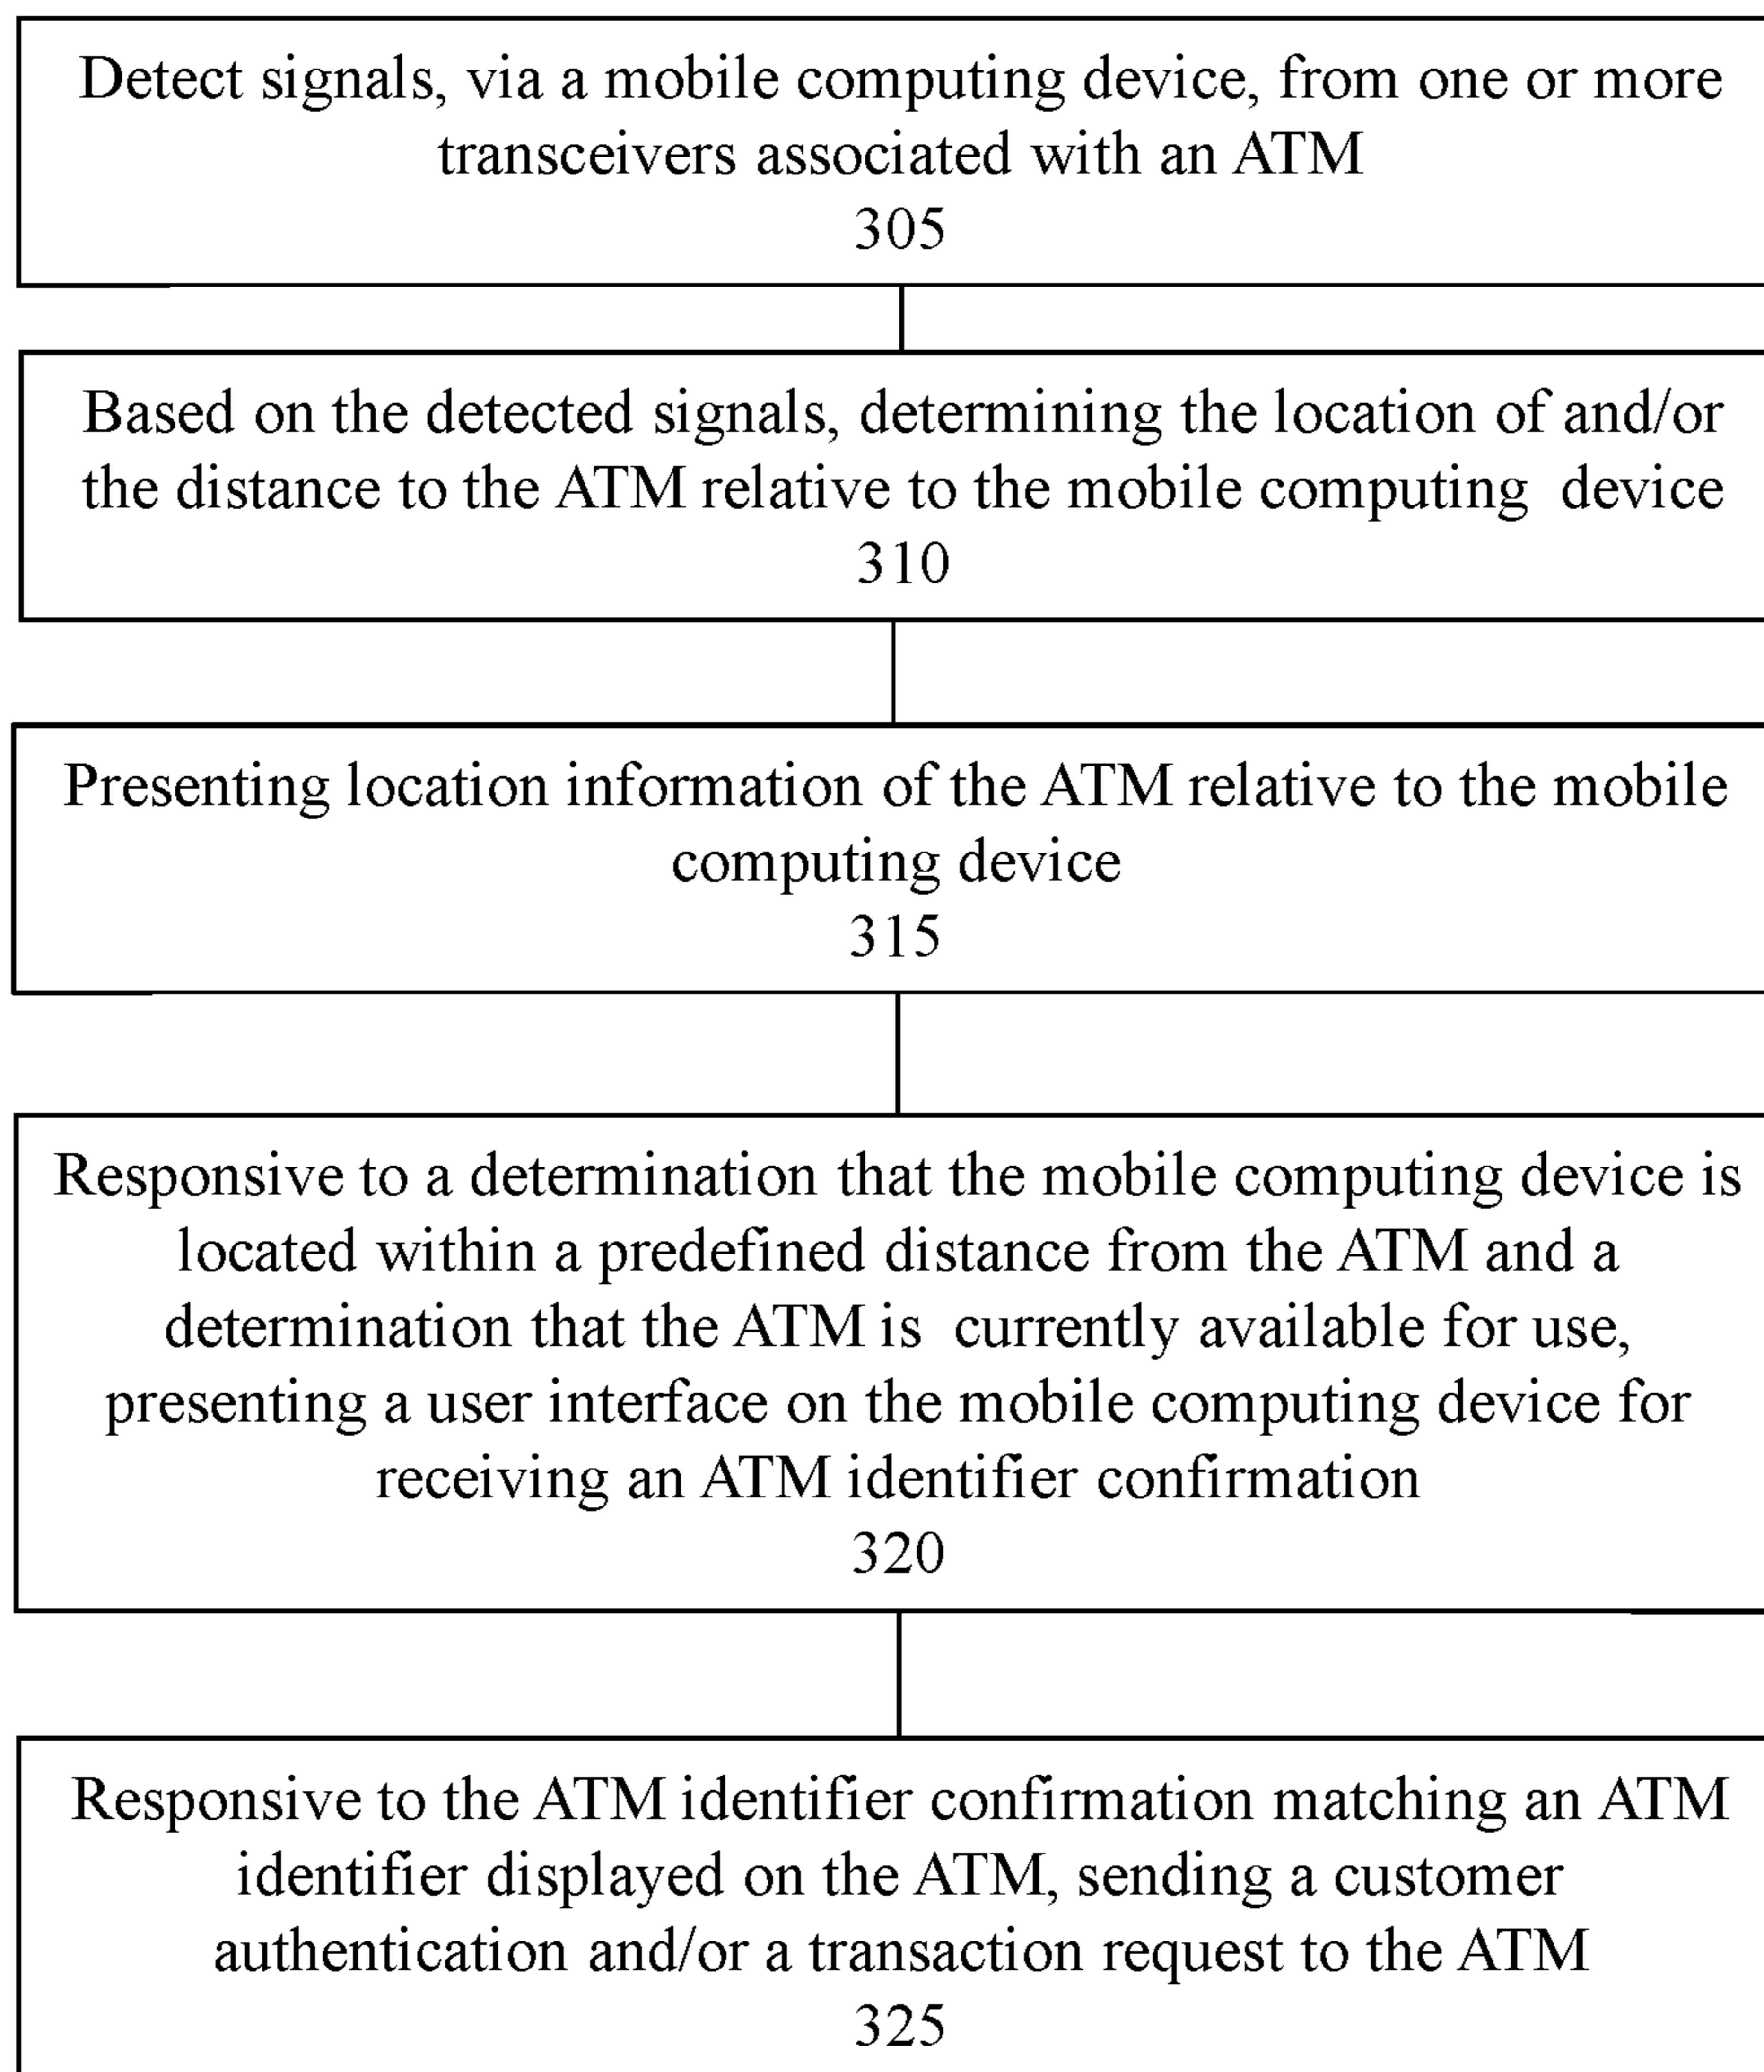 Detect signals, via a mobile computing device, from one or more
transceivers associated with an ATM
305
Based on the detected signals, determining the location of and/or
the distance to the ATM relative to the mobile computing device
310
Presenting location information of the ATM relative to the mobile
computing device
315
Responsive to a determination that the mobile computing device is
located within a predefined distance from the ATM and a
determination that the ATM is currently available for use,
presenting a user interface on the mobile computing device for
receiving an ATM identifier confirmation
320
Responsive to the ATM identifier confirmation matching an ATM
identifier displayed on the ATM, sending a customer
authentication and/or a transaction request to the ATM
325